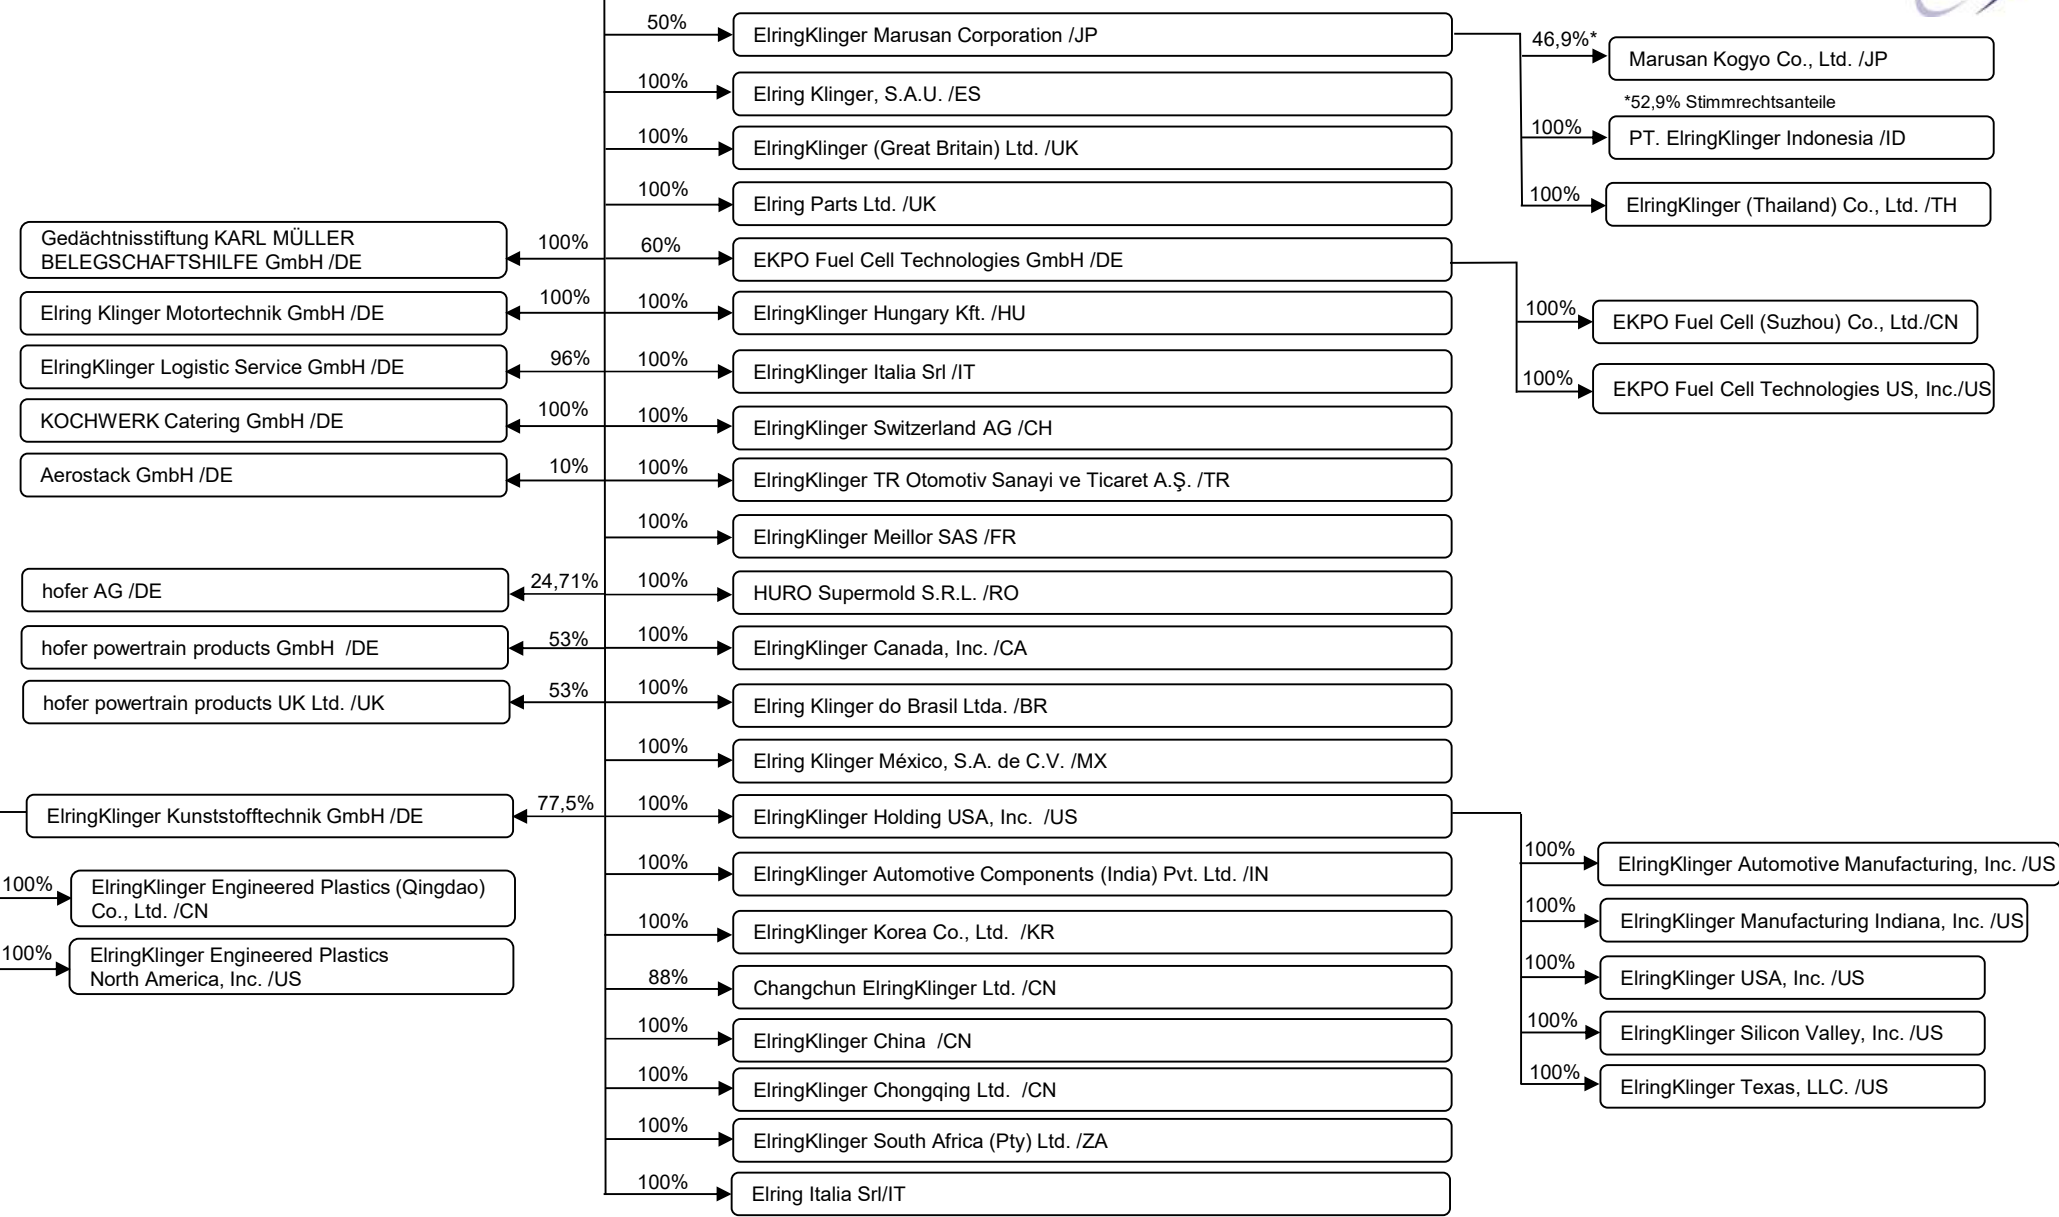 50%
ElringKlinger Marusan Corporation /JP
46,9%*
Marusan Kogyo Co., Ltd. /JP
*52,9% Stimmrechtsanteile
100%
PT. ElringKlinger Indonesia /ID
100%
ElringKlinger (Thailand) Co., Ltd. /TH
100%
Elring Klinger, S.A.U. /ES
100%
ElringKlinger (Great Britain) Ltd. /UK
100%
Elring Parts Ltd. /UK
Gedächtnisstiftung KARL MÜLLER
BELEGSCHAFTSHILFE GmbH /DE
100%
60%
EKPO Fuel Cell Technologies GmbH /DE
100%
EKPO Fuel Cell (Suzhou) Co., Ltd./CN
100%
EKPO Fuel Cell Technologies US, Inc./US
Elring Klinger Motortechnik GmbH /DE
100%
100%
ElringKlinger Hungary Kft. /HU
ElringKlinger Logistic Service GmbH /DE
96%
100%
ElringKlinger Italia Srl /IT
KOCHWERK Catering GmbH /DE
100%
100%
ElringKlinger Switzerland AG /CH
Aerostack GmbH /DE
10%
100%
ElringKlinger TR Otomotiv Sanayi ve Ticaret A.Ş. /TR
100%
ElringKlinger Meillor SAS /FR
hofer AG /DE
24,71%
100%
HURO Supermold S.R.L. /RO
hofer powertrain products GmbH /DE
53%
100%
ElringKlinger Canada, Inc. /CA
hofer powertrain products UK Ltd. /UK
53%
100%
Elring Klinger do Brasil Ltda. /BR
100%
Elring Klinger México, S.A. de C.V. /MX
ElringKlinger Kunststofftechnik GmbH /DE
77,5%
100%
ElringKlinger Holding USA, Inc. /US
100%
ElringKlinger Automotive Manufacturing, Inc. /US
100%
ElringKlinger Manufacturing Indiana, Inc. /US
100%
ElringKlinger USA, Inc. /US
100%
ElringKlinger Silicon Valley, Inc. /US
100%
ElringKlinger Texas, LLC. /US
100%
ElringKlinger Engineered Plastics (Qingdao)
Co., Ltd. /CN
100%
ElringKlinger Engineered Plastics
North America, Inc. /US
100%
ElringKlinger Automotive Components (India) Pvt. Ltd. /IN
100%
ElringKlinger Korea Co., Ltd. /KR
88%
Changchun ElringKlinger Ltd. /CN
100%
ElringKlinger China /CN
100%
ElringKlinger Chongqing Ltd. /CN
100%
ElringKlinger South Africa (Pty) Ltd. /ZA
100%
Elring Italia Srl/IT